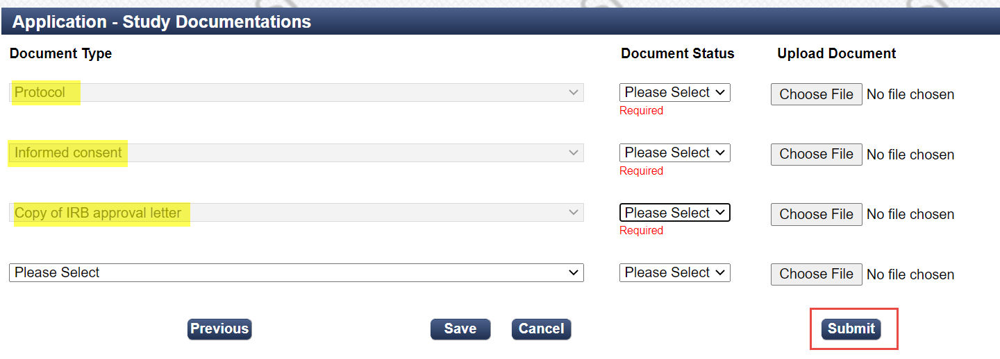 Application - Study Documentations
Document Type Document Status Upload Document
Protocol Please Select Choose File No file chosen
Required
Informed consent Please Select Choose File No file chosen
Required
Copy of IRB approval letter Please Select Choose File No file chosen
Required
Please Select Please Select Choose File No file chosen
Previous Save Cancel Submit